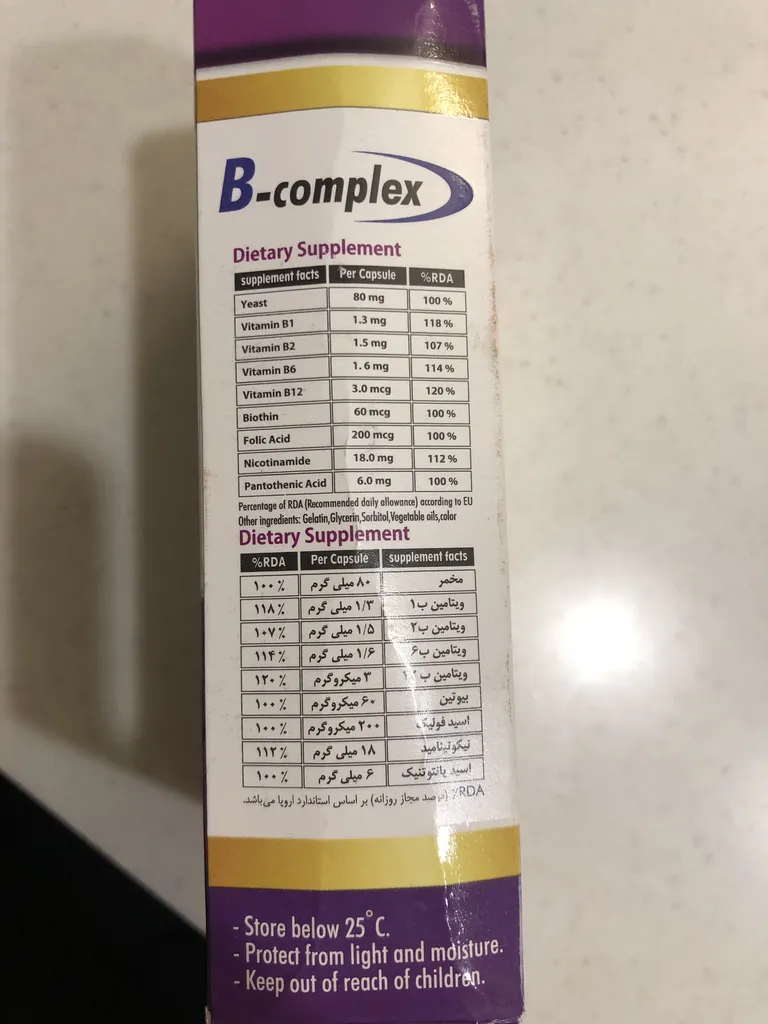 B-complex
Dietary Supplement
supplement facts Per Capsule %RDA
Yeast 80 mg 100 %
Vitamin B1 1.3 mg 118 %
Vitamin B2 1.5 mg 107 %
Vitamin B6 1.6 mg 114 %
Vitamin B12 3.0 mcg 120 %
Biothin 60 mcg 100 %
Folic Acid 200 mcg 100 %
Nicotinamide 18.0 mg 112 %
Pantothenic Acid 6.0 mg 100 %
Percentage of RDA (Recommended daily allowance) according to EU
Other ingredients: Gelatin,Glycerin,Sorbitol,Vegetable oils,color
Dietary Supplement
%RDA Per Capsule supplement facts
مخمر ۸۰ میلی گرم ۱۰۰ ٪
ویتامین ب۱ ۱/۳ میلی گرم ۱۱۸ ٪
ویتامین ب۲ ۱/۵ میلی گرم ۱۰۷ ٪
ویتامین ب۶ ۱/۶ میلی گرم ۱۱۴ ٪
ویتامین ب ۳ میکروگرم ۱۲۰ ٪
بیوتین ۶۰ میکروگرم ۱۰۰ ٪
اسید فولیک ۲۰۰ میکروگرم ۱۰۰ ٪
نیکوتینامید ۱۸ میلی گرم ۱۱۲ ٪
اسید پانتوتنیک ۶ میلی گرم ۱۰۰ ٪
٪RDA (درصد مجاز روزانه) بر اساس استاندارد اروپا می‌باشد.
- Store below 25°C.
- Protect from light and moisture.
- Keep out of reach of children.